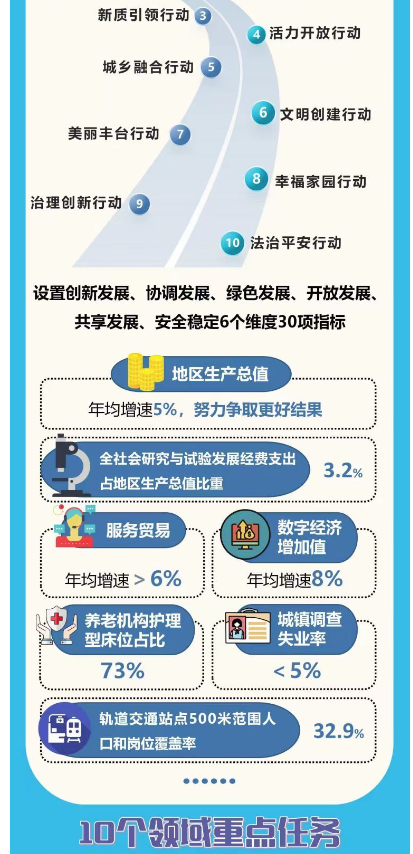 新质引领行动 3
4 活力开放行动
城乡融合行动 5
6 文明创建行动
美丽丰台行动 7
8 幸福家园行动
治理创新行动 9
10 法治平安行动
设置创新发展、协调发展、绿色发展、开放发展、
共享发展、安全稳定6个维度30项指标
地区生产总值
年均增速5%，努力争取更好结果
全社会研究与试验发展经费支出
占地区生产总值比重
3.2%
服务贸易
年均增速＞6%
数字经济
增加值
年均增速8%
养老机构护理
型床位占比
73%
城镇调查
失业率
＜5%
轨道交通站点500米范围人
口和岗位覆盖率
32.9%
••••••
10个领域重点任务